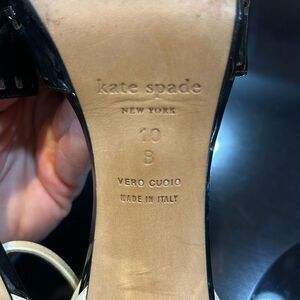 kate spade
NEW YORK
10
B
VERO CUOIO
MADE IN ITALY